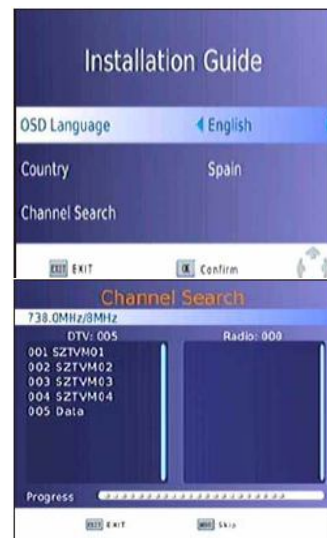 Installation Guide
OSD Language English
Country Spain
Channel Search
EXIT EXIT OK Confirm
Channel Search
738.0MHz/8MHz
DTV: 005 Radio: 000
001 SZTVM01
002 SZTVM02
003 SZTVM03
004 SZTVM04
005 Data
Progress
EXIT EXIT MENU Skip